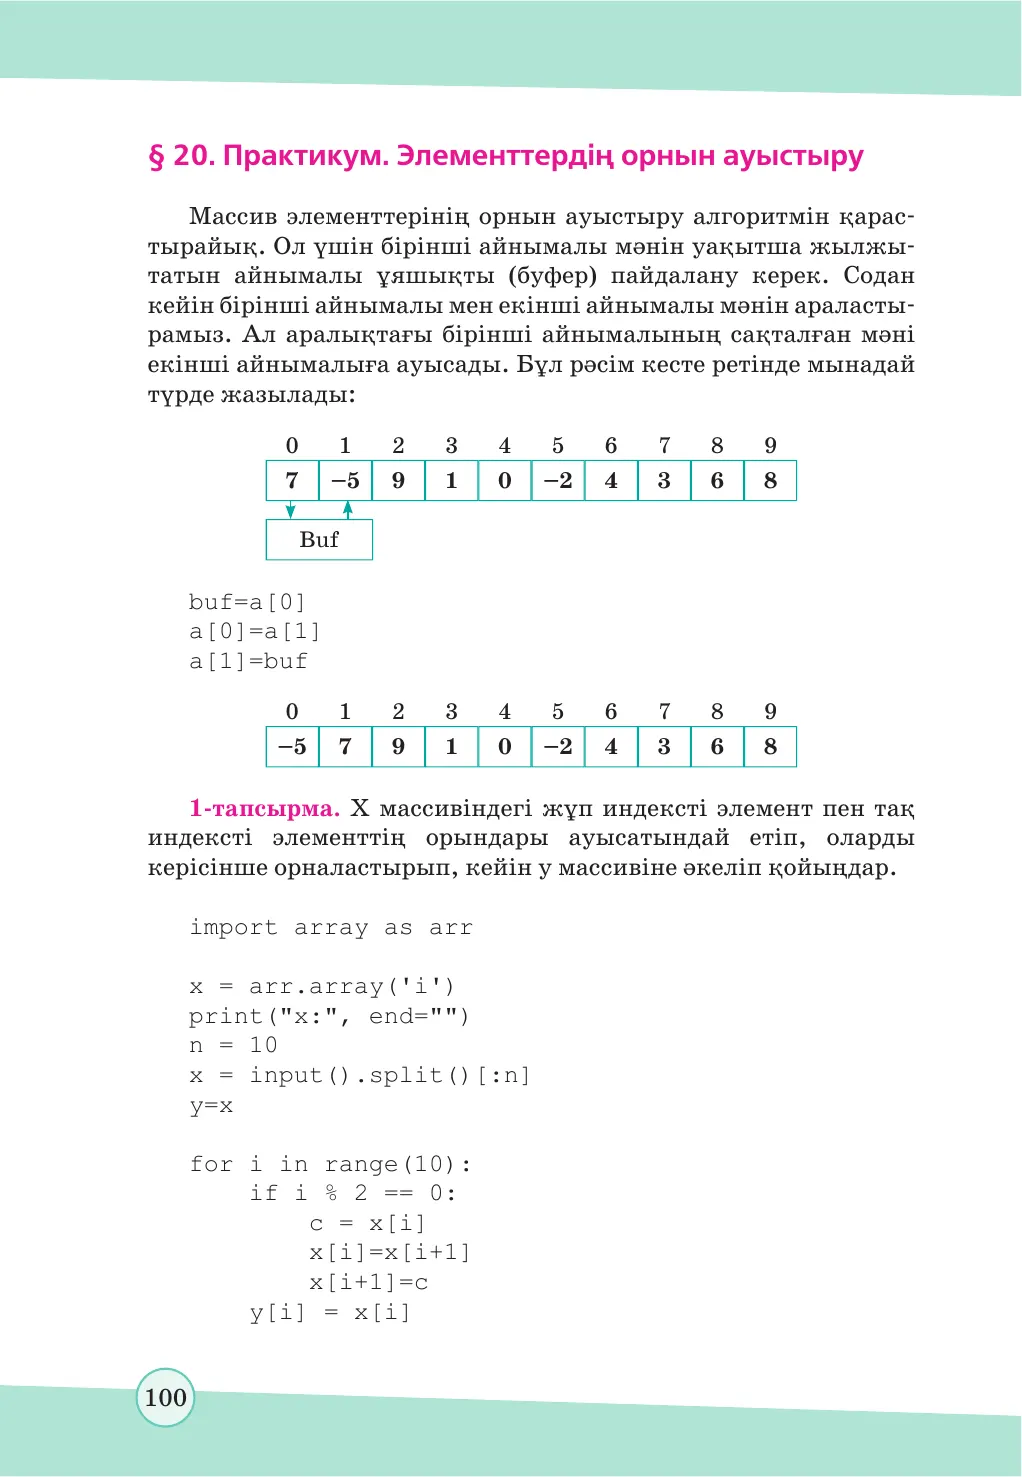 § 20. Практикум. Элементтердің орнын ауыстыру
Массив элементтерінің орнын ауыстыру алгоритмін қарас-
тырайық. Ол үшін бірінші айнымалы мәнін уақытша жылжы-
татын айнымалы ұяшықты (буфер) пайдалану керек. Содан
кейін бірінші айнымалы мен екінші айнымалы мәнін араласты-
рамыз. Ал аралықтағы бірінші айнымалының сақталған мәні
екінші айнымалыға ауысады. Бұл рәсім кесте ретінде мынадай
түрде жазылады:
0 1 2 3 4 5 6 7 8 9
7 –5 9 1 0 –2 4 3 6 8
Buf
buf=a[0]
a[0]=a[1]
a[1]=buf
0 1 2 3 4 5 6 7 8 9
–5 7 9 1 0 –2 4 3 6 8
1-тапсырма. X массивіндегі жұп индексті элемент пен тақ
индексті элементтің орындары ауысатындай етіп, оларды
керісінше орналастырып, кейін y массивіне әкеліп қойыңдар.
import array as arr
x = arr.array('i')
print("x:", end="")
n = 10
x = input().split()[:n]
y=x
for i in range(10):
    if i % 2 == 0:
        c = x[i]
        x[i]=x[i+1]
        x[i+1]=c
    y[i] = x[i]
100